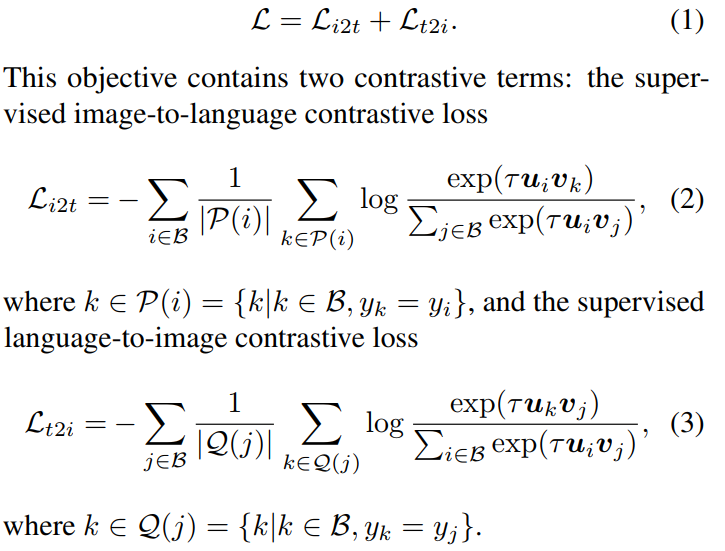 $\mathcal{L} = \mathcal{L}_{i2t} + \mathcal{L}_{t2i}.$ (1)
This objective contains two contrastive terms: the super-
vised image-to-language contrastive loss
$\mathcal{L}_{i2t} = -\sum_{i \in \mathcal{B}} \frac{1}{|\mathcal{P}(i)|} \sum_{k \in \mathcal{P}(i)} \log \frac{\exp(\tau \boldsymbol{u}_i \boldsymbol{v}_k)}{\sum_{j \in \mathcal{B}} \exp(\tau \boldsymbol{u}_i \boldsymbol{v}_j)},$ (2)
where $k \in \mathcal{P}(i) = \{k | k \in \mathcal{B}, y_k = y_i\}$, and the supervised
language-to-image contrastive loss
$\mathcal{L}_{t2i} = -\sum_{j \in \mathcal{B}} \frac{1}{|\mathcal{Q}(j)|} \sum_{k \in \mathcal{Q}(j)} \log \frac{\exp(\tau \boldsymbol{u}_k \boldsymbol{v}_j)}{\sum_{i \in \mathcal{B}} \exp(\tau \boldsymbol{u}_i \boldsymbol{v}_j)},$ (3)
where $k \in \mathcal{Q}(j) = \{k | k \in \mathcal{B}, y_k = y_j\}.$